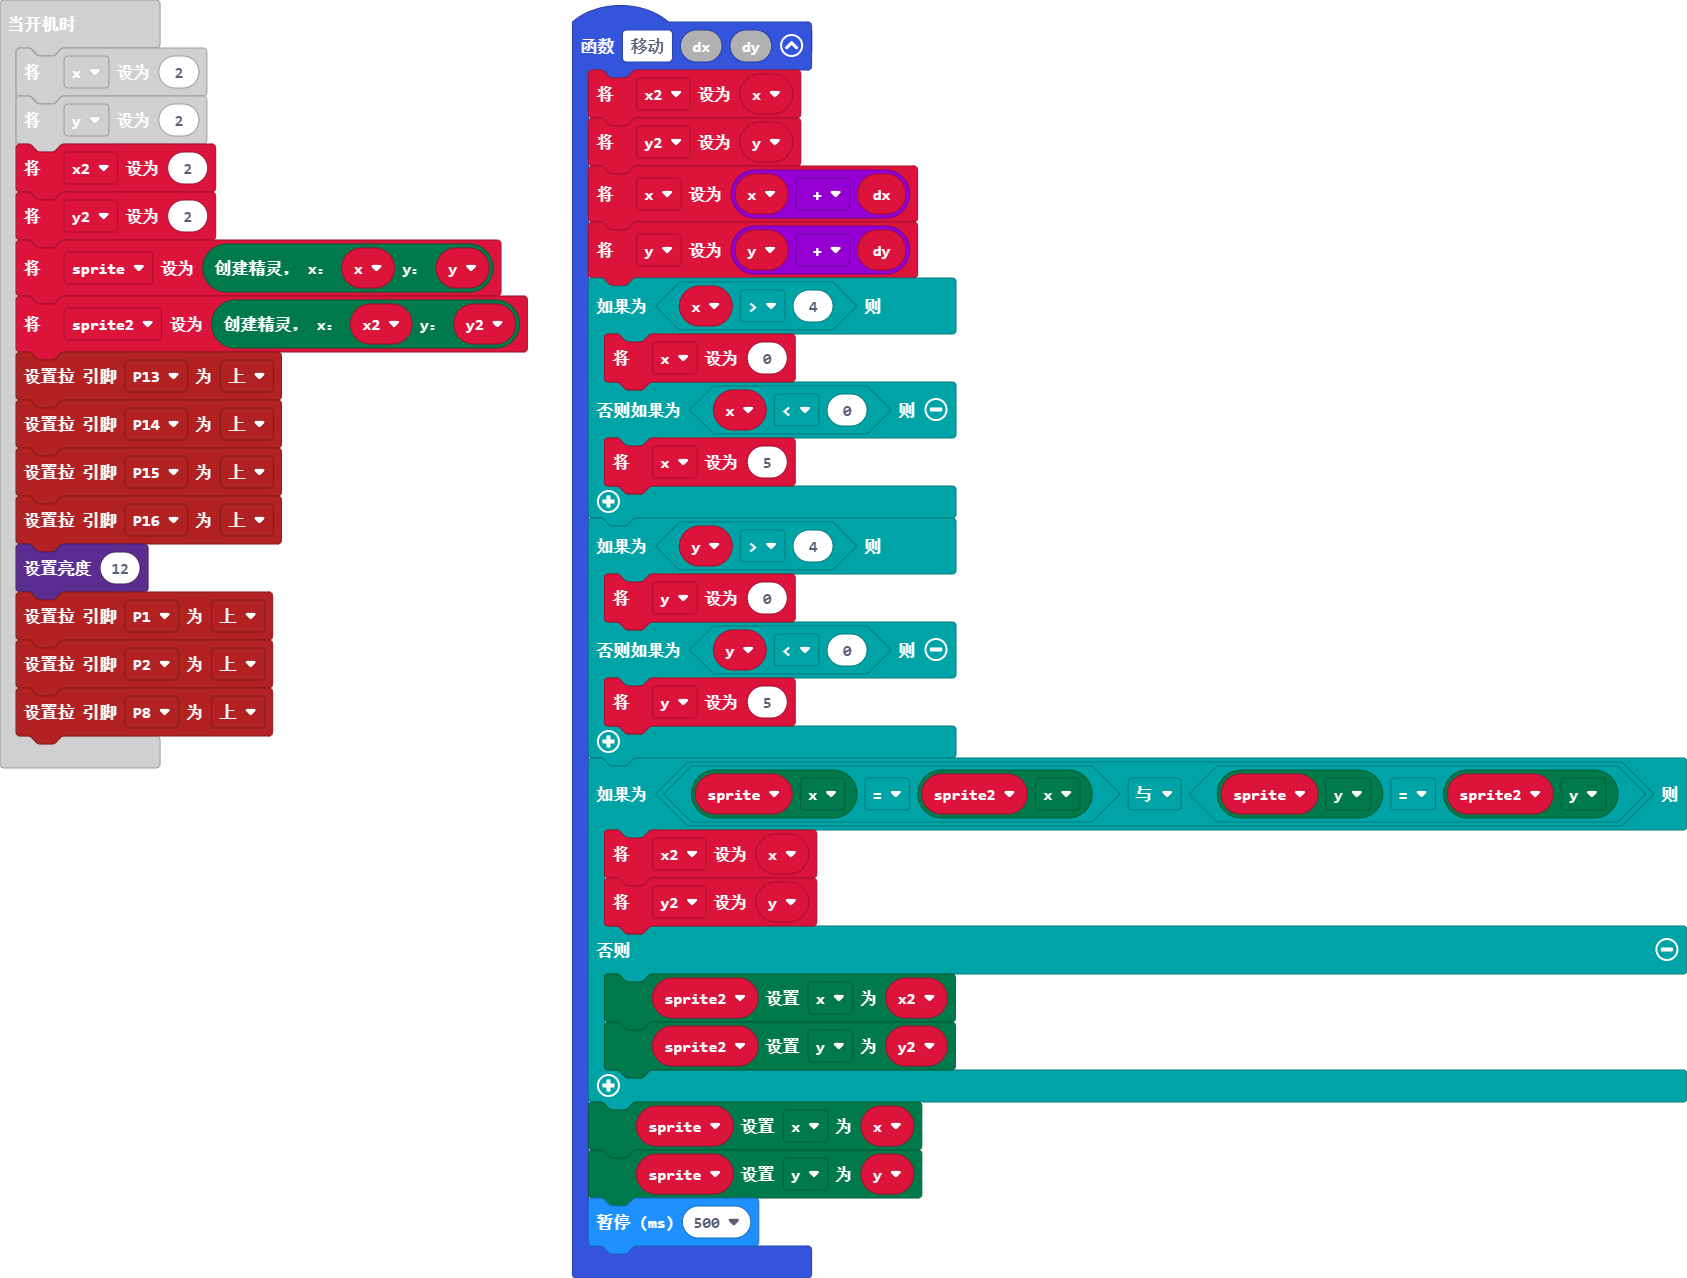 当开机时
将 x 设为 2
将 y 设为 2
将 x2 设为 2
将 y2 设为 2
将 sprite 设为 创建精灵， x： x y： y
将 sprite2 设为 创建精灵， x： x2 y： y2
设置拉 引脚 P13 为 上
设置拉 引脚 P14 为 上
设置拉 引脚 P15 为 上
设置拉 引脚 P16 为 上
设置亮度 12
设置拉 引脚 P1 为 上
设置拉 引脚 P2 为 上
设置拉 引脚 P8 为 上
函数 移动 dx dy
将 x2 设为 x
将 y2 设为 y
将 x 设为 x + dx
将 y 设为 y + dy
如果为 x > 4 则
将 x 设为 0
否则如果为 x < 0 则
将 x 设为 5
如果为 y > 4 则
将 y 设为 0
否则如果为 y < 0 则
将 y 设为 5
如果为 sprite x = sprite2 x 与 sprite y = sprite2 y 则
将 x2 设为 x
将 y2 设为 y
否则
sprite2 设置 x 为 x2
sprite2 设置 y 为 y2
sprite 设置 x 为 x
sprite 设置 y 为 y
暂停 (ms) 500